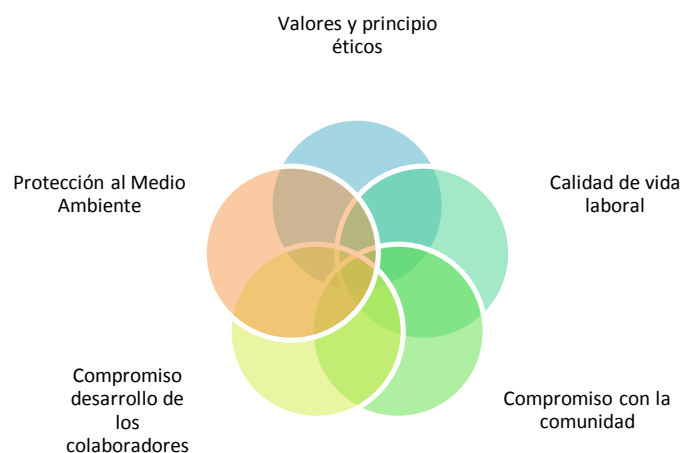 Valores y principio
éticos
Protección al Medio
Ambiente
Calidad de vida
laboral
Compromiso
desarrollo de
los
colaboradores
Compromiso con la
comunidad